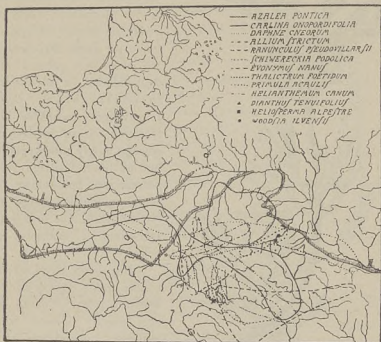 AZALEA PONTICA
CARLINA ONOPORDIFOLIA
DAPHNE CNEORUM
ALLIUM STRICTUM
RANUNCULUS PSEUDOVILLARSII
SCHIWERECKIA PODOLICA
EVONYMUS NANUS
THALICTRUM FOETIDUM
PRIMULA ACAULIS
HELIANTHEMUM CANUM
DIANTHUS TENUIFOLIUS
HELIOSPERMA ALPESTRE
WOODSIA ILVENSIS